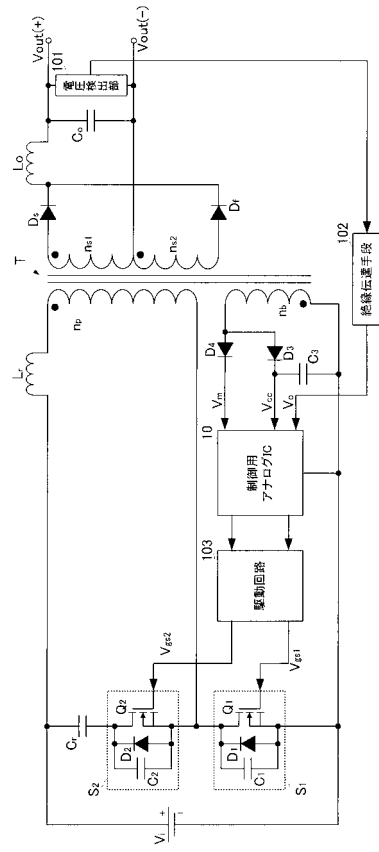 Vout(+)
101
電圧検出部
Vout(-)
Lo
Co
Ds
Df
ns1
ns2
T
np
nb
Lr
102
絶縁伝達手段
D4
D3
C3
Vm
Vcc
Vo
10
制御用
アナログIC
103
駆動回路
Vgs2
Vgs1
Cr
Q2
D2
C2
S2
Q1
D1
C1
S1
Vi
+
-